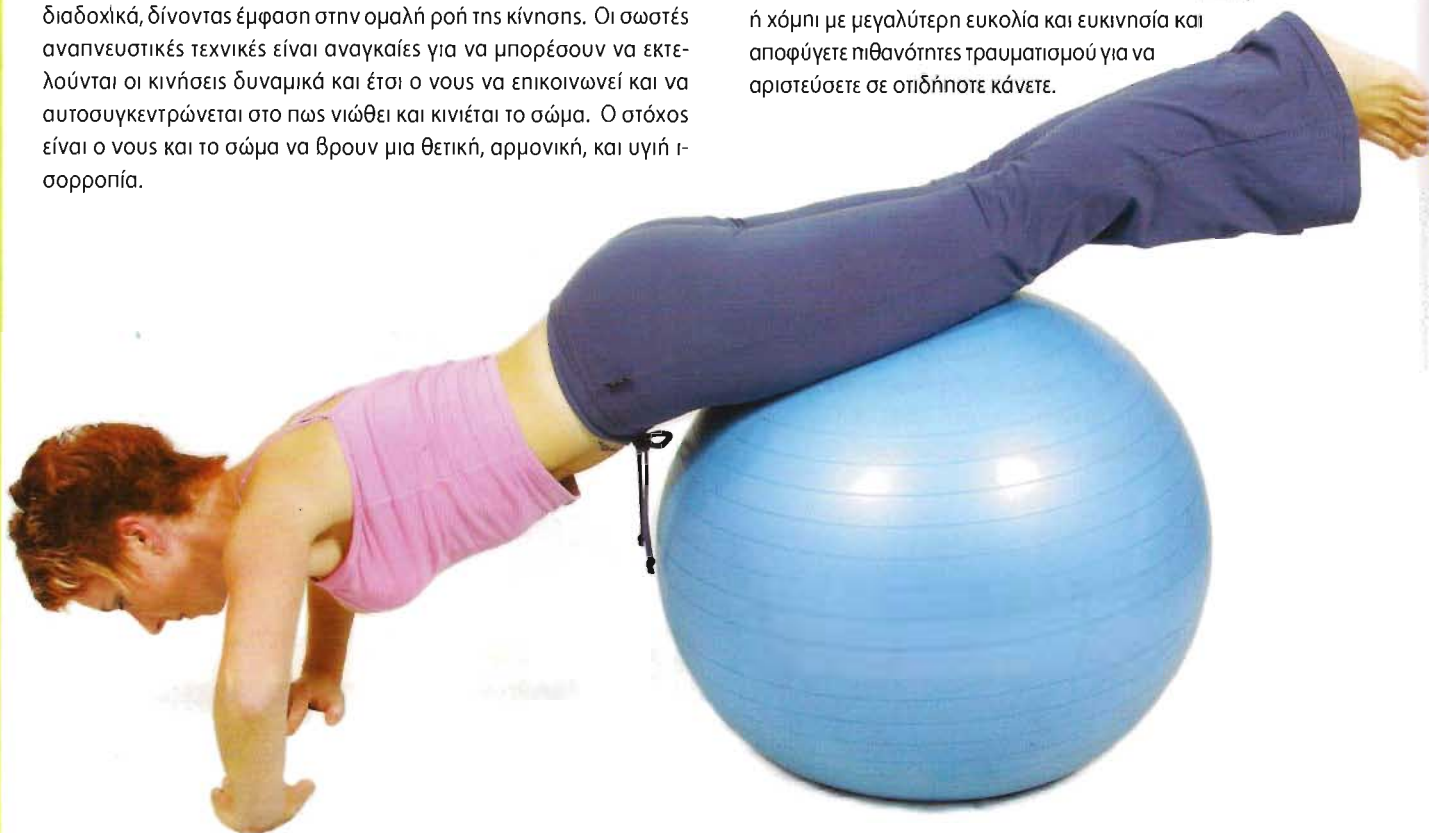 διαδοχικά, δίνοντας έμφαση στην ομαλή ροή της κίνησης. Οι σωστές
αναπνευστικές τεχνικές είναι αναγκαίες για να μπορέσουν να εκτε-
λούνται οι κινήσεις δυναμικά και έτσι ο νους να επικοινωνεί και να
αυτοσυγκεντρώνεται στο πως νιώθει και κινιέται το σώμα. Ο στόχος
είναι ο νους και το σώμα να βρουν μια θετική, αρμονική, και υγιή ι-
σορροπία.
ή χόμπι με μεγαλύτερη ευκολία και ευκινησία και
αποφύγετε πιθανότητες τραυματισμού για να
αριστεύσετε σε οτιδήποτε κάνετε.